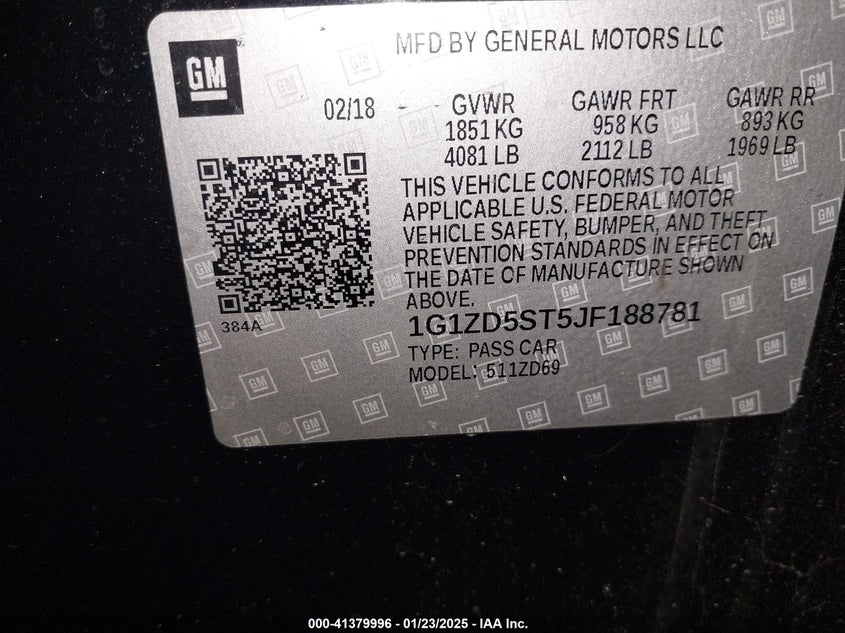 GM
MFD BY GENERAL MOTORS LLC
02/18
GVWR GAWR FRT GAWR RR
1851 KG 958 KG 893 KG
4081 LB 2112 LB 1969 LB
THIS VEHICLE CONFORMS TO ALL
APPLICABLE U.S. FEDERAL MOTOR
VEHICLE SAFETY, BUMPER, AND THEFT
PREVENTION STANDARDS IN EFFECT ON
THE DATE OF MANUFACTURE SHOWN
ABOVE.
384A
1G1ZD5ST5JF188781
TYPE: PASS CAR
MODEL: 511ZD69
000-41379996 - 01/23/2025 - IAA Inc.